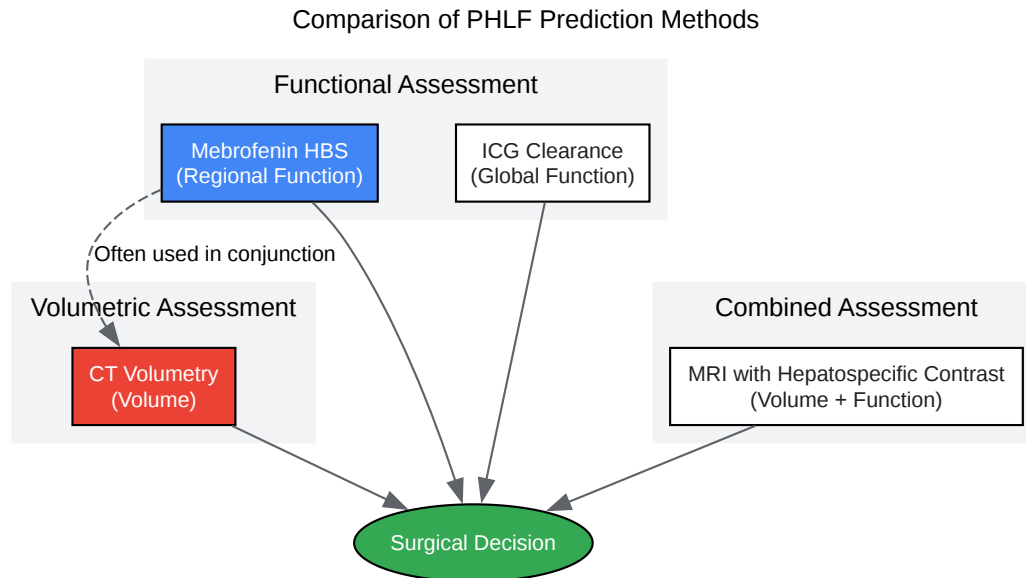 Comparison of PHLF Prediction Methods
Functional Assessment
Mebrofenin HBS
(Regional Function)
ICG Clearance
(Global Function)
Often used in conjunction
Volumetric Assessment
CT Volumetry
(Volume)
Combined Assessment
MRI with Hepatospecific Contrast
(Volume + Function)
Surgical Decision